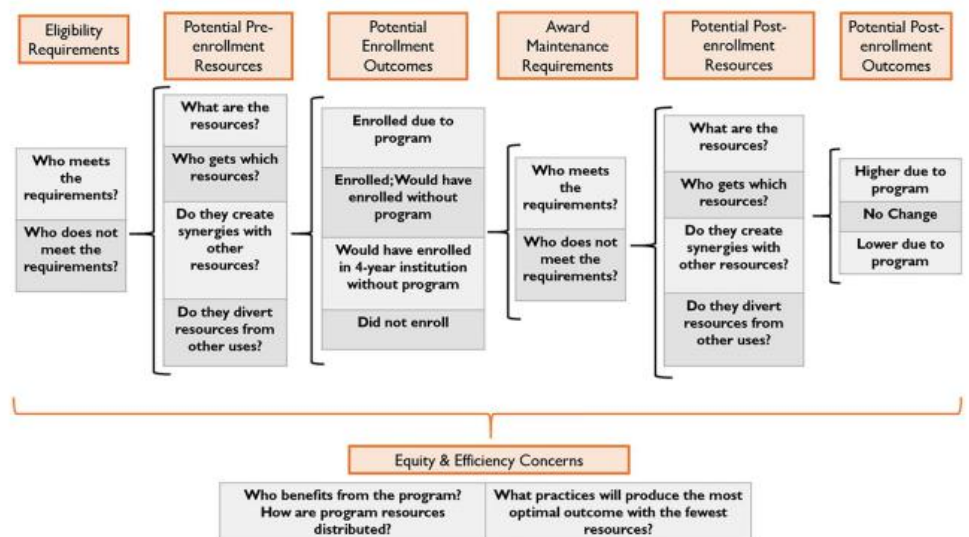 Eligibility
Requirements
Potential Pre-
enrollment
Resources
Potential
Enrollment
Outcomes
Award
Maintenance
Requirements
Potential Post-
enrollment
Resources
Potential Post-
enrollment
Outcomes
Who meets
the
requirements?
Who does not
meet the
requirements?
What are the
resources?
Who gets which
resources?
Do they create
synergies with
other
resources?
Do they divert
resources from
other uses?
Enrolled due to
program
Enrolled; Would have
enrolled without
program
Would have enrolled
in 4-year institution
without program
Did not enroll
Who meets
the
requirements?
Who does not
meet the
requirements?
What are the
resources?
Who gets which
resources?
Do they create
synergies with
other resources?
Do they divert
resources from
other uses?
Higher due to
program
No Change
Lower due to
program
Equity & Efficiency Concerns
Who benefits from the program?
How are program resources
distributed?
What practices will produce the most
optimal outcome with the fewest
resources?